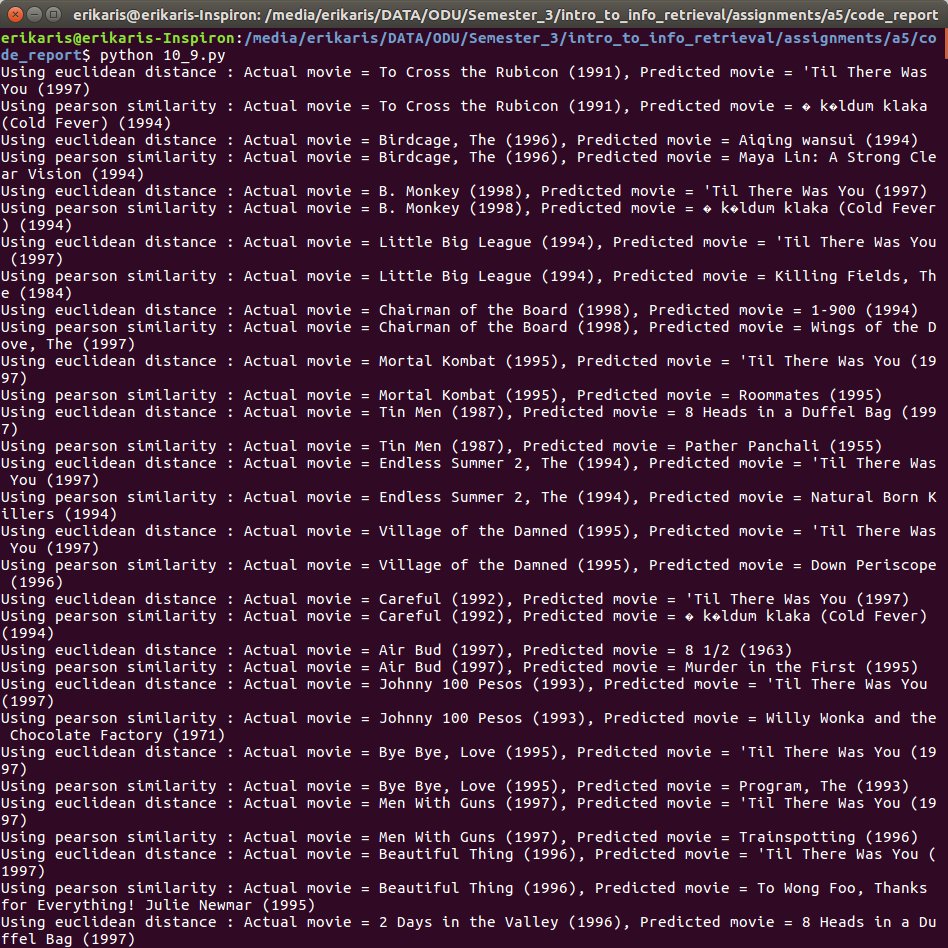 erikaris@erikaris-Inspiron: /media/erikaris/DATA/ODU/Semester_3/intro_to_info_retrieval/assignments/a5/code_report
erikaris@erikaris-Inspiron:/media/erikaris/DATA/ODU/Semester_3/intro_to_info_retrieval/assignments/a5/co
de_report$ python 10_9.py
Using euclidean distance : Actual movie = To Cross the Rubicon (1991), Predicted movie = 'Til There Was
You (1997)
Using pearson similarity : Actual movie = To Cross the Rubicon (1991), Predicted movie = � k�ldum klaka
(Cold Fever) (1994)
Using euclidean distance : Actual movie = Birdcage, The (1996), Predicted movie = Aiqing wansui (1994)
Using pearson similarity : Actual movie = Birdcage, The (1996), Predicted movie = Maya Lin: A Strong Cle
ar Vision (1994)
Using euclidean distance : Actual movie = B. Monkey (1998), Predicted movie = 'Til There Was You (1997)
Using pearson similarity : Actual movie = B. Monkey (1998), Predicted movie = � k�ldum klaka (Cold Fever
) (1994)
Using euclidean distance : Actual movie = Little Big League (1994), Predicted movie = 'Til There Was You
 (1997)
Using pearson similarity : Actual movie = Little Big League (1994), Predicted movie = Killing Fields, Th
e (1984)
Using euclidean distance : Actual movie = Chairman of the Board (1998), Predicted movie = 1-900 (1994)
Using pearson similarity : Actual movie = Chairman of the Board (1998), Predicted movie = Wings of the D
ove, The (1997)
Using euclidean distance : Actual movie = Mortal Kombat (1995), Predicted movie = 'Til There Was You (19
97)
Using pearson similarity : Actual movie = Mortal Kombat (1995), Predicted movie = Roommates (1995)
Using euclidean distance : Actual movie = Tin Men (1987), Predicted movie = 8 Heads in a Duffel Bag (199
7)
Using pearson similarity : Actual movie = Tin Men (1987), Predicted movie = Pather Panchali (1955)
Using euclidean distance : Actual movie = Endless Summer 2, The (1994), Predicted movie = 'Til There Was
 You (1997)
Using pearson similarity : Actual movie = Endless Summer 2, The (1994), Predicted movie = Natural Born K
illers (1994)
Using euclidean distance : Actual movie = Village of the Damned (1995), Predicted movie = 'Til There Was
 You (1997)
Using pearson similarity : Actual movie = Village of the Damned (1995), Predicted movie = Down Periscope
 (1996)
Using euclidean distance : Actual movie = Careful (1992), Predicted movie = 'Til There Was You (1997)
Using pearson similarity : Actual movie = Careful (1992), Predicted movie = � k�ldum klaka (Cold Fever)
(1994)
Using euclidean distance : Actual movie = Air Bud (1997), Predicted movie = 8 1/2 (1963)
Using pearson similarity : Actual movie = Air Bud (1997), Predicted movie = Murder in the First (1995)
Using euclidean distance : Actual movie = Johnny 100 Pesos (1993), Predicted movie = 'Til There Was You
(1997)
Using pearson similarity : Actual movie = Johnny 100 Pesos (1993), Predicted movie = Willy Wonka and the
 Chocolate Factory (1971)
Using euclidean distance : Actual movie = Bye Bye, Love (1995), Predicted movie = 'Til There Was You (19
97)
Using pearson similarity : Actual movie = Bye Bye, Love (1995), Predicted movie = Program, The (1993)
Using euclidean distance : Actual movie = Men With Guns (1997), Predicted movie = 'Til There Was You (19
97)
Using pearson similarity : Actual movie = Men With Guns (1997), Predicted movie = Trainspotting (1996)
Using euclidean distance : Actual movie = Beautiful Thing (1996), Predicted movie = 'Til There Was You (
1997)
Using pearson similarity : Actual movie = Beautiful Thing (1996), Predicted movie = To Wong Foo, Thanks
for Everything! Julie Newmar (1995)
Using euclidean distance : Actual movie = 2 Days in the Valley (1996), Predicted movie = 8 Heads in a Du
ffel Bag (1997)